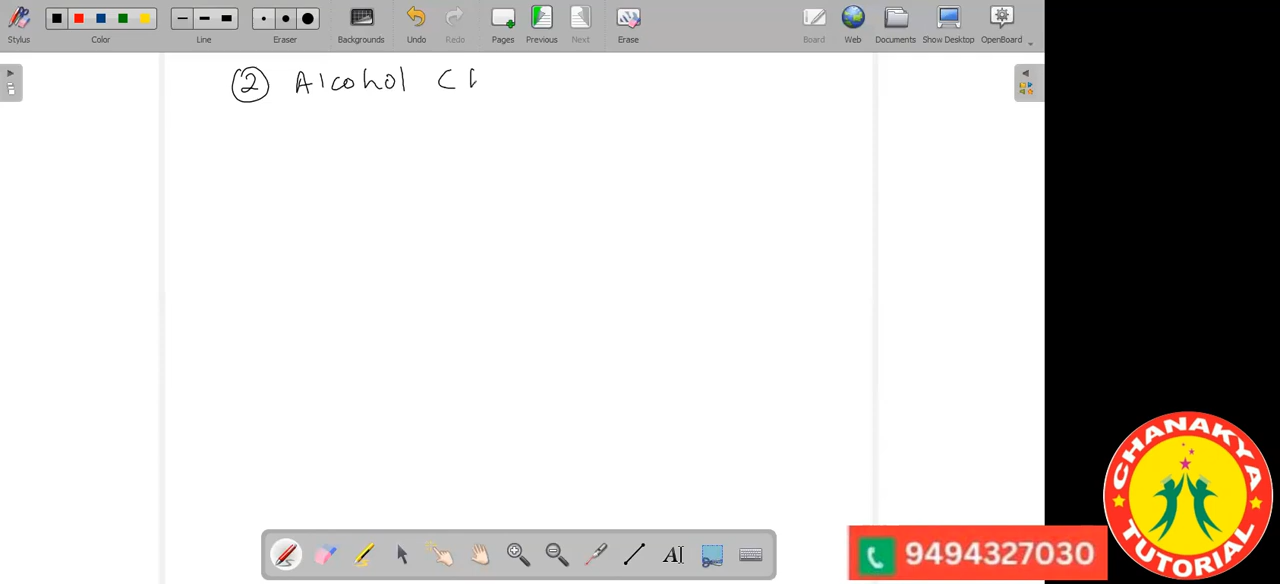 Stylus Color Line Eraser Backgrounds Undo Redo Pages Previous Next Erase Board Web Documents Show Desktop OpenBoard
② Alcohol C
CHANAKYA
TUTORIAL
9494327030